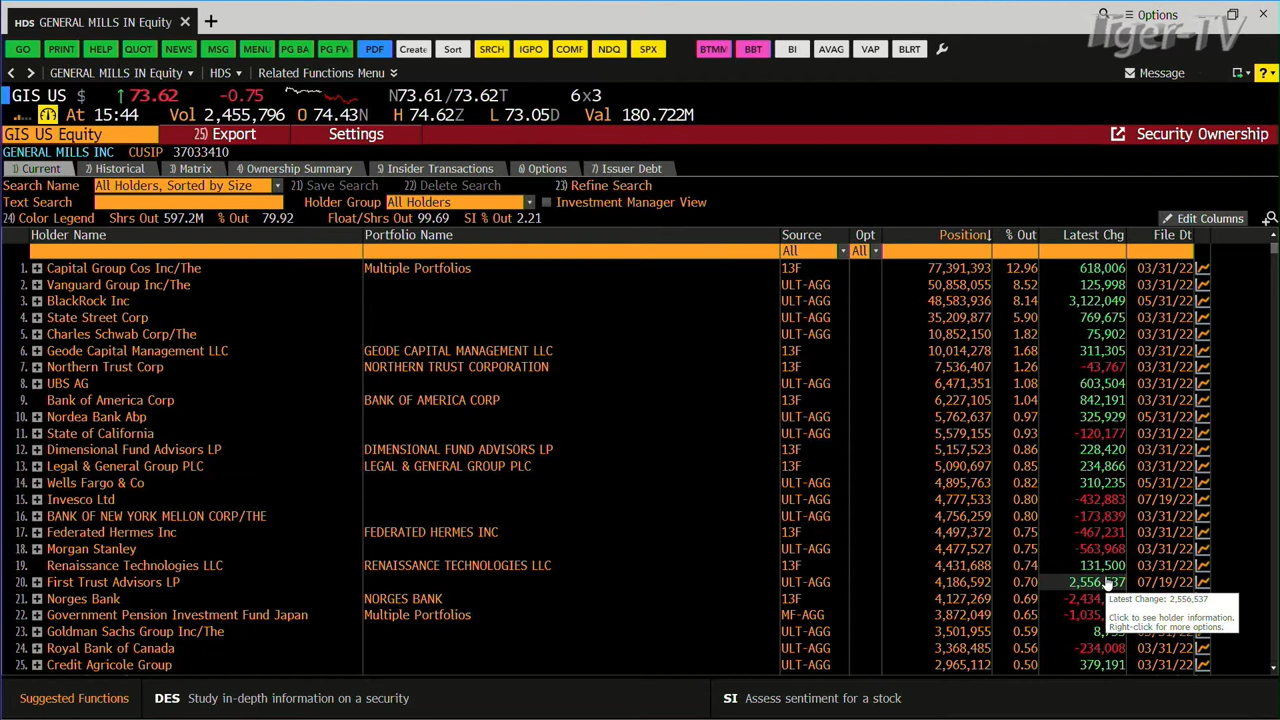 HDS GENERAL MILLS IN Equity × +
Options
Tiger-TV
GO PRINT HELP QUOT NEWS MSG MENU PG BA PG FW PDF Create Sort SRCH IGPO COMF NDQ SPX BTMM BBT BI AVAG VAP BLRT
GENERAL MILLS IN Equity HDS Related Functions Menu Message ?
GIS US $ 73.62 -0.75 N73.61/73.62T 6x3
At 15:44 Vol 2,455,796 O 74.43N H 74.62Z L 73.05D Val 180.722M
GIS US Equity 25) Export Settings Security Ownership
GENERAL MILLS INC CUSIP 37033410
1) Current 2) Historical 3) Matrix 4) Ownership Summary 5) Insider Transactions 6) Options 7) Issuer Debt
Search Name All Holders, Sorted by Size 21) Save Search 22) Delete Search 23) Refine Search
Text Search Holder Group All Holders Investment Manager View
24) Color Legend Shrs Out 597.2M % Out 79.92 Float/Shrs Out 99.69 SI % Out 2.21 Edit Columns
Holder Name Portfolio Name Source Opt Position↓ % Out Latest Chg File Dt
All All
1. Capital Group Cos Inc/The Multiple Portfolios 13F 77,391,393 12.96 618,006 03/31/22
2. Vanguard Group Inc/The ULT-AGG 50,858,055 8.52 125,998 03/31/22
3. BlackRock Inc ULT-AGG 48,583,936 8.14 3,122,049 05/31/22
4. State Street Corp ULT-AGG 35,209,877 5.90 769,675 03/31/22
5. Charles Schwab Corp/The ULT-AGG 10,852,150 1.82 75,902 03/31/22
6. Geode Capital Management LLC GEODE CAPITAL MANAGEMENT LLC 13F 10,014,278 1.68 311,305 03/31/22
7. Northern Trust Corp NORTHERN TRUST CORPORATION 13F 7,536,407 1.26 -43,767 03/31/22
8. UBS AG ULT-AGG 6,471,351 1.08 603,504 03/31/22
9. Bank of America Corp BANK OF AMERICA CORP 13F 6,227,105 1.04 842,191 03/31/22
10. Nordea Bank Abp ULT-AGG 5,762,637 0.97 325,929 05/31/22
11. State of California ULT-AGG 5,579,155 0.93 -120,177 03/31/22
12. Dimensional Fund Advisors LP DIMENSIONAL FUND ADVISORS LP 13F 5,157,523 0.86 228,420 03/31/22
13. Legal & General Group PLC LEGAL & GENERAL GROUP PLC 13F 5,090,697 0.85 234,866 03/31/22
14. Wells Fargo & Co ULT-AGG 4,895,763 0.82 310,235 03/31/22
15. Invesco Ltd ULT-AGG 4,777,533 0.80 -432,883 07/19/22
16. BANK OF NEW YORK MELLON CORP/THE ULT-AGG 4,756,259 0.80 -173,839 03/31/22
17. Federated Hermes Inc FEDERATED HERMES INC 13F 4,497,372 0.75 -467,231 03/31/22
18. Morgan Stanley ULT-AGG 4,477,527 0.75 -563,968 03/31/22
19. Renaissance Technologies LLC RENAISSANCE TECHNOLOGIES LLC 13F 4,431,688 0.74 131,500 03/31/22
20. First Trust Advisors LP ULT-AGG 4,186,592 0.70 2,556,537 07/19/22
21. Norges Bank NORGES BANK 13F 4,127,269 0.69 -2,434,
Latest Change: 2,556,537
22. Government Pension Investment Fund Japan Multiple Portfolios MF-AGG 3,872,049 0.65 -1,035,
Click to see holder information.
Right-click for more options.
23. Goldman Sachs Group Inc/The ULT-AGG 3,501,955 0.59
24. Royal Bank of Canada ULT-AGG 3,368,485 0.56 -234,008 03/31/22
25. Credit Agricole Group ULT-AGG 2,965,112 0.50 379,191 03/31/22
Suggested Functions DES Study in-depth information on a security SI Assess sentiment for a stock